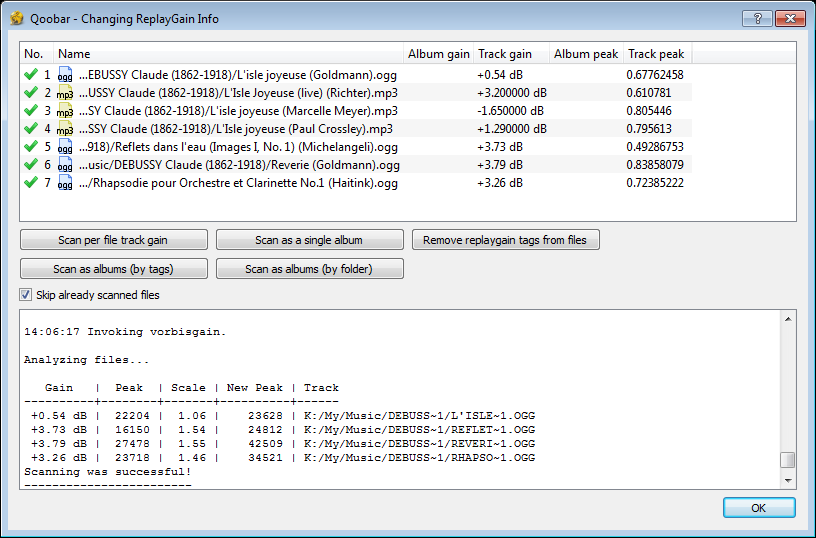 Qoobar - Changing ReplayGain Info
No. Name Album gain Track gain Album peak Track peak
1 ogg ...EBUSSY Claude (1862-1918)/L'isle joyeuse (Goldmann).ogg +0.54 dB 0.67762458
2 mp3 ...USSY Claude (1862-1918)/L'Isle Joyeuse (live) (Richter).mp3 +3.200000 dB 0.610781
3 mp3 ...SY Claude (1862-1918)/L'isle joyeuse (Marcelle Meyer).mp3 -1.650000 dB 0.805446
4 mp3 ...SSY Claude (1862-1918)/L'Isle joyeuse (Paul Crossley).mp3 +1.290000 dB 0.795613
5 ogg ...918)/Reflets dans l'eau (Images I, No. 1) (Michelangeli).ogg +3.73 dB 0.49286753
6 ogg ...usic/DEBUSSY Claude (1862-1918)/Reverie (Goldmann).ogg +3.79 dB 0.83858079
7 ogg .../Rhapsodie pour Orchestre et Clarinette No.1 (Haitink).ogg +3.26 dB 0.72385222
Scan per file track gain Scan as a single album Remove replaygain tags from files
Scan as albums (by tags) Scan as albums (by folder)
Skip already scanned files
14:06:17 Invoking vorbisgain.
Analyzing files...
Gain | Peak | Scale | New Peak | Track
----------+--------+-------+----------+------
+0.54 dB | 22204 | 1.06 | 23628 | K:/My/Music/DEBUSS~1/L'ISLE~1.OGG
+3.73 dB | 16150 | 1.54 | 24812 | K:/My/Music/DEBUSS~1/REFLET~1.OGG
+3.79 dB | 27478 | 1.55 | 42509 | K:/My/Music/DEBUSS~1/REVERI~1.OGG
+3.26 dB | 23718 | 1.46 | 34521 | K:/My/Music/DEBUSS~1/RHAPSO~1.OGG
Scanning was successful!
------------------------
OK